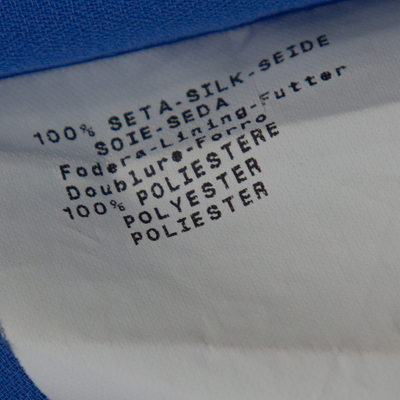 100% SETA-SILK-SEIDE
SOIE-SEDA
Fodera-Lining-Futter
Doublure-Forro
100% POLIESTERE
POLYESTER
POLIESTER